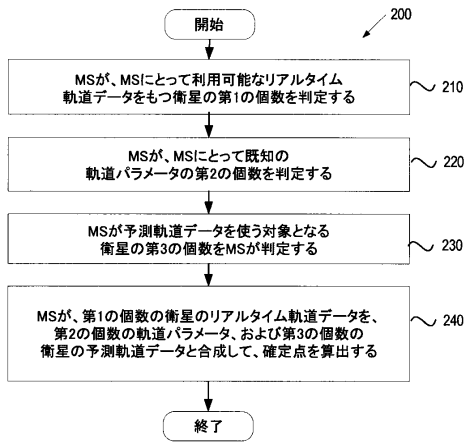 開始
200
MSが、MSにとって利用可能なリアルタイム
軌道データをもつ衛星の第1の個数を判定する
210
MSが、MSにとって既知の
軌道パラメータの第2の個数を判定する
220
MSが予測軌道データを使う対象となる
衛星の第3の個数をMSが判定する
230
MSが、第1の個数の衛星のリアルタイム軌道データを、
第2の個数の軌道パラメータ、および第3の個数の
衛星の予測軌道データと合成して、確定点を算出する
240
終了